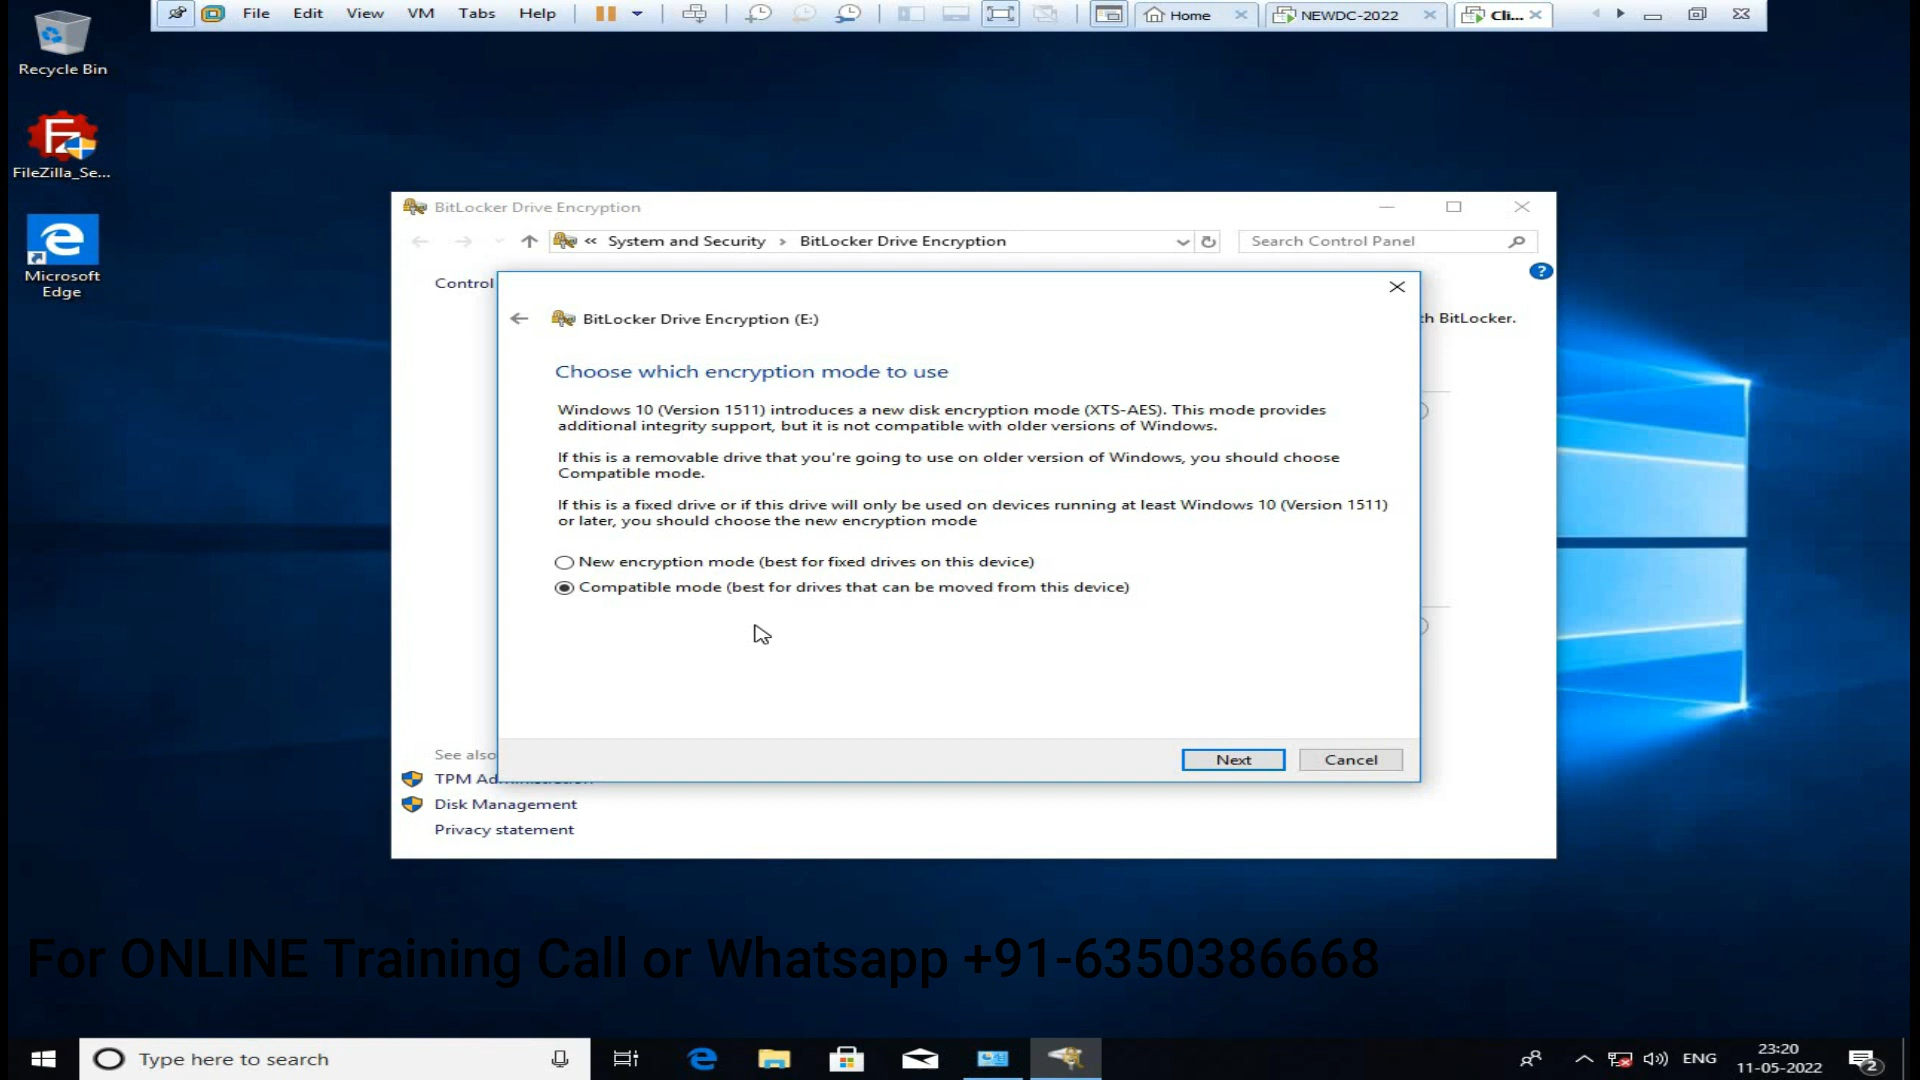 File Edit View VM Tabs Help
Home
NEWDC-2022
Cli...
Recycle Bin
FileZilla_Se...
Microsoft
Edge
BitLocker Drive Encryption
« System and Security › BitLocker Drive Encryption
Search Control Panel
Control
th BitLocker.
BitLocker Drive Encryption (E:)
Choose which encryption mode to use
Windows 10 (Version 1511) introduces a new disk encryption mode (XTS-AES). This mode provides
additional integrity support, but it is not compatible with older versions of Windows.
If this is a removable drive that you're going to use on older version of Windows, you should choose
Compatible mode.
If this is a fixed drive or if this drive will only be used on devices running at least Windows 10 (Version 1511)
or later, you should choose the new encryption mode
New encryption mode (best for fixed drives on this device)
Compatible mode (best for drives that can be moved from this device)
Next
Cancel
See also
TPM Administration
Disk Management
Privacy statement
For ONLINE Training Call or Whatsapp +91-6350386668
Type here to search
ENG
23:20
11-05-2022
2